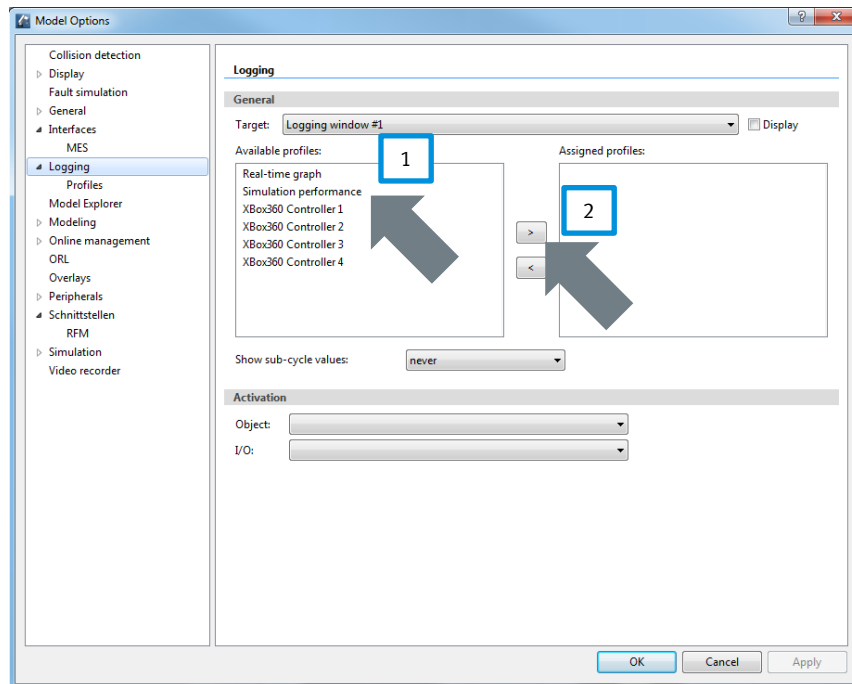 Model Options
Collision detection
Display
Fault simulation
General
Interfaces
MES
Logging
Profiles
Model Explorer
Modeling
Online management
ORL
Overlays
Peripherals
Schnittstellen
RFM
Simulation
Video recorder
Logging
General
Target: Logging window #1 Display
Available profiles: Assigned profiles:
1
Real-time graph
Simulation performance
XBox360 Controller 1
XBox360 Controller 2
XBox360 Controller 3
XBox360 Controller 4
2
>
<
Show sub-cycle values: never
Activation
Object:
I/O:
OK Cancel Apply